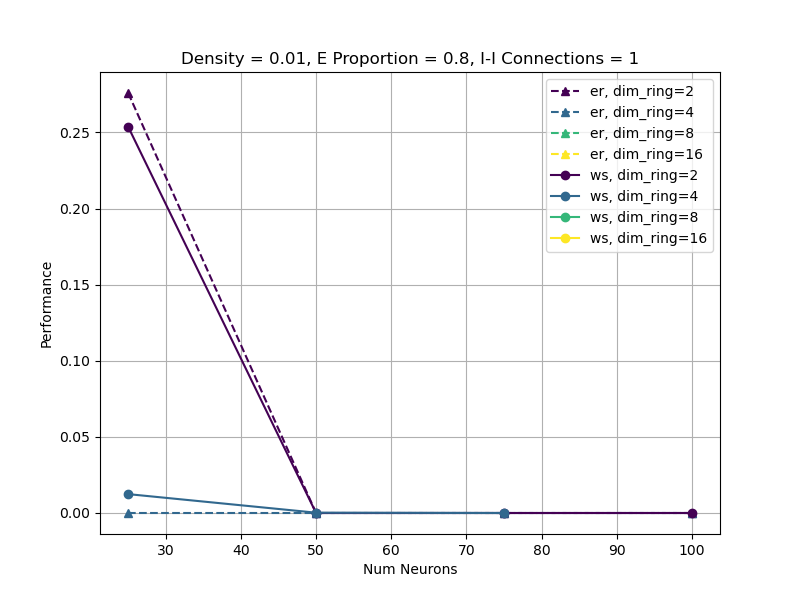 Density = 0.01, E Proportion = 0.8, I-I Connections = 1
er, dim_ring=2
er, dim_ring=4
er, dim_ring=8
er, dim_ring=16
ws, dim_ring=2
ws, dim_ring=4
ws, dim_ring=8
ws, dim_ring=16
Performance
0.25
0.20
0.15
0.10
0.05
0.00
30 40 50 60 70 80 90 100
Num Neurons